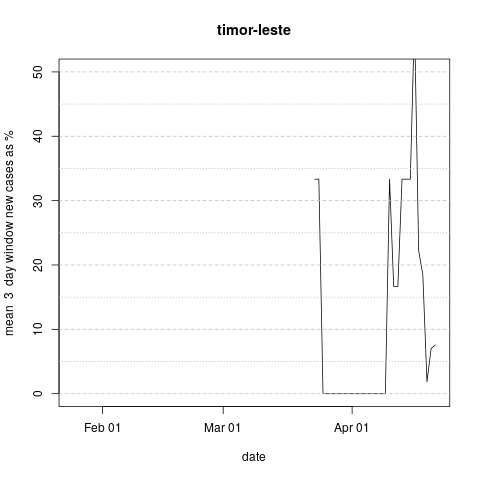 timor-leste
mean 3 day window new cases as %
50
40
30
20
10
0
Feb 01
Mar 01
Apr 01
date